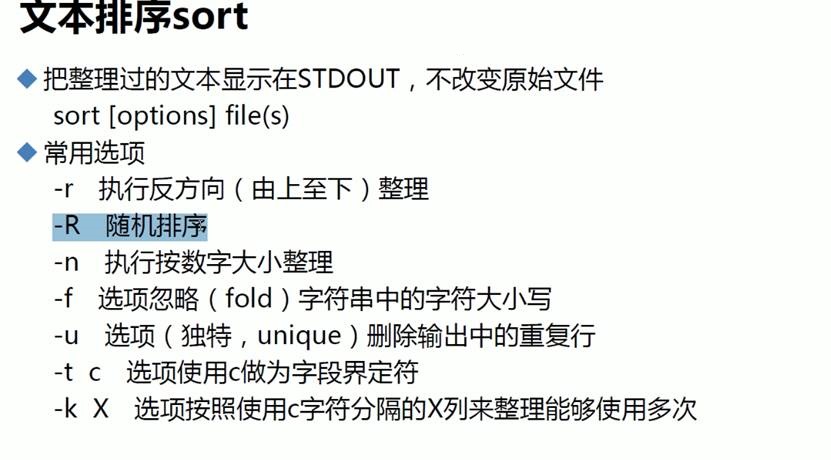 文本排序sort
把整理过的文本显示在STDOUT，不改变原始文件
sort [options] file(s)
常用选项
-r 执行反方向（由上至下）整理
-R 随机排序
-n 执行按数字大小整理
-f 选项忽略（fold）字符串中的字符大小写
-u 选项（独特，unique）删除输出中的重复行
-t c 选项使用c做为字段界定符
-k X 选项按照使用c字符分隔的X列来整理能够使用多次